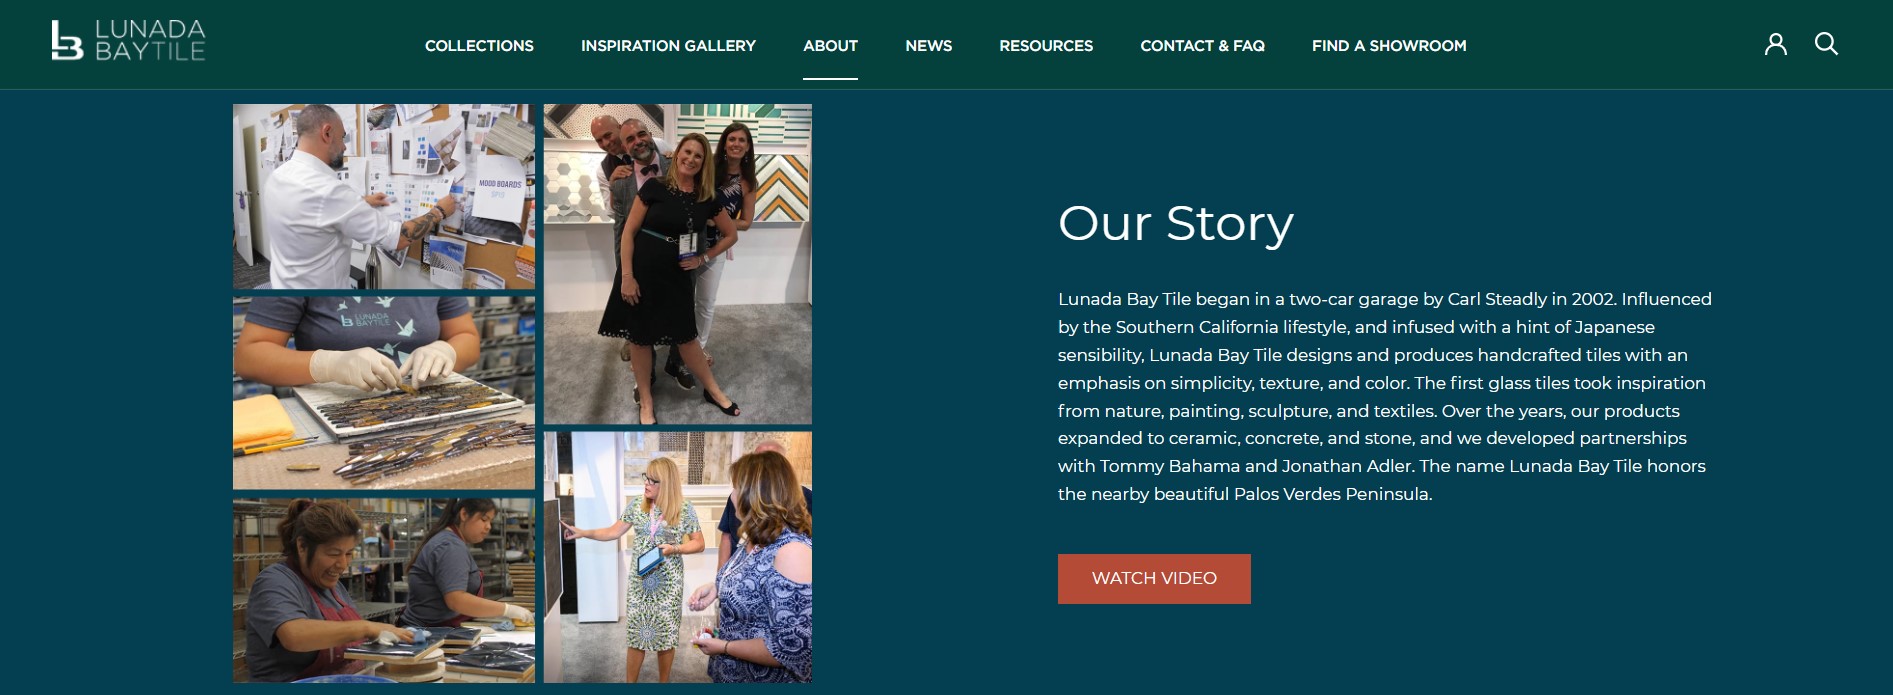 LUNADA
BAYTILE
COLLECTIONS
INSPIRATION GALLERY
ABOUT
NEWS
RESOURCES
CONTACT & FAQ
FIND A SHOWROOM
MOOD BOARDS
LUNADA
BAYTILE
Our Story
Lunada Bay Tile began in a two-car garage by Carl Steadly in 2002. Influenced
by the Southern California lifestyle, and infused with a hint of Japanese
sensibility, Lunada Bay Tile designs and produces handcrafted tiles with an
emphasis on simplicity, texture, and color. The first glass tiles took inspiration
from nature, painting, sculpture, and textiles. Over the years, our products
expanded to ceramic, concrete, and stone, and we developed partnerships
with Tommy Bahama and Jonathan Adler. The name Lunada Bay Tile honors
the nearby beautiful Palos Verdes Peninsula.
WATCH VIDEO